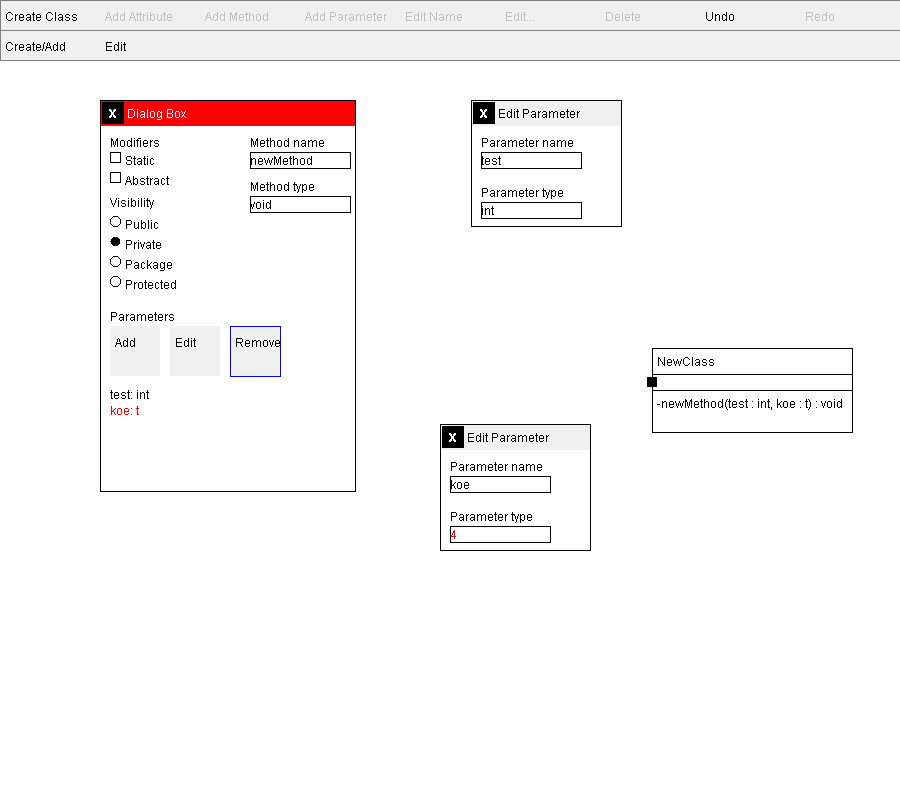 Create Class Add Attribute Add Method Add Parameter Edit Name Edit... Delete Undo Redo
Create/Add Edit
X Dialog Box
Modifiers
Static
Abstract
Visibility
Public
Private
Package
Protected
Method name
newMethod
Method type
void
Parameters
Add Edit Remove
test: int
koe: t
X Edit Parameter
Parameter name
test
Parameter type
int
X Edit Parameter
Parameter name
koe
Parameter type
4
NewClass
-newMethod(test : int, koe : t) : void